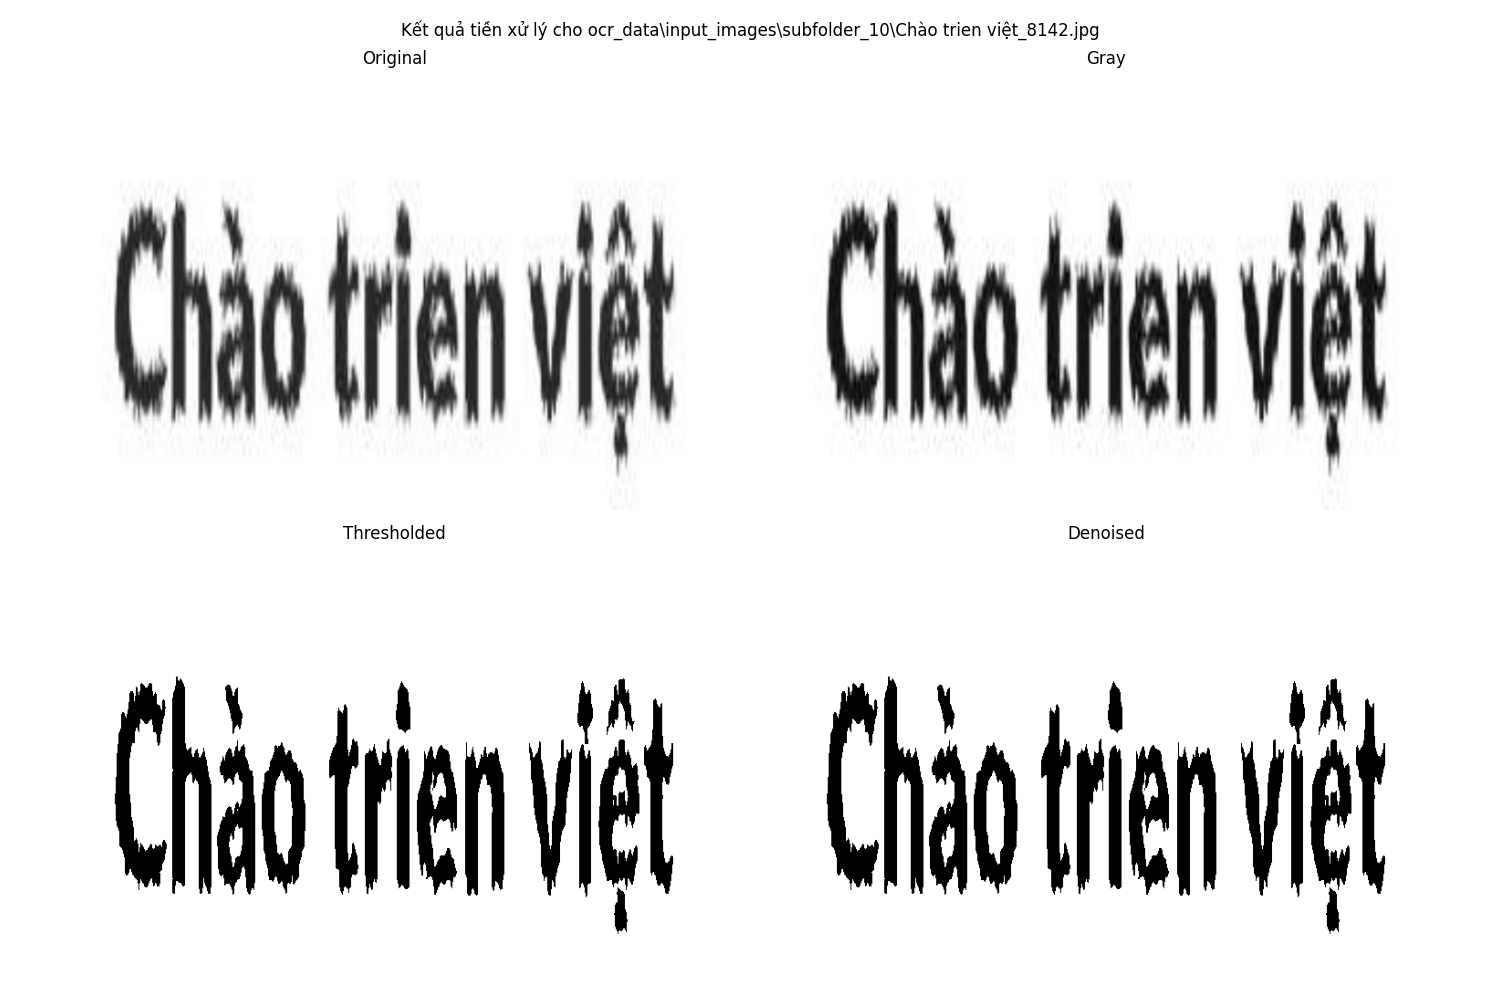 Kết quả tiền xử lý cho ocr_data\input_images\subfolder_10\Chào trien việt_8142.jpg
Original
Gray
Chào trien việt
Chào trien việt
Thresholded
Denoised
Chào trien việt
Chào trien việt